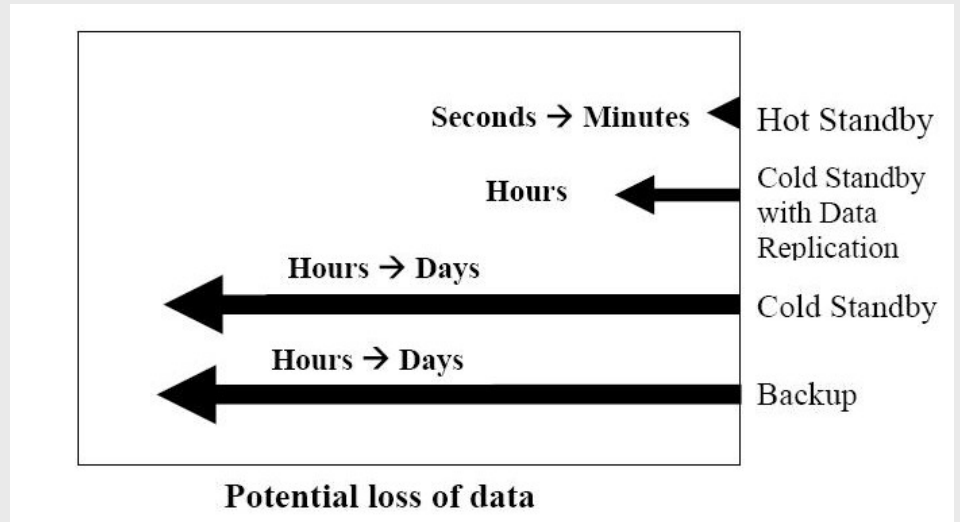 Seconds → Minutes
Hot Standby
Hours
Cold Standby
with Data
Replication
Hours → Days
Cold Standby
Hours → Days
Backup
Potential loss of data